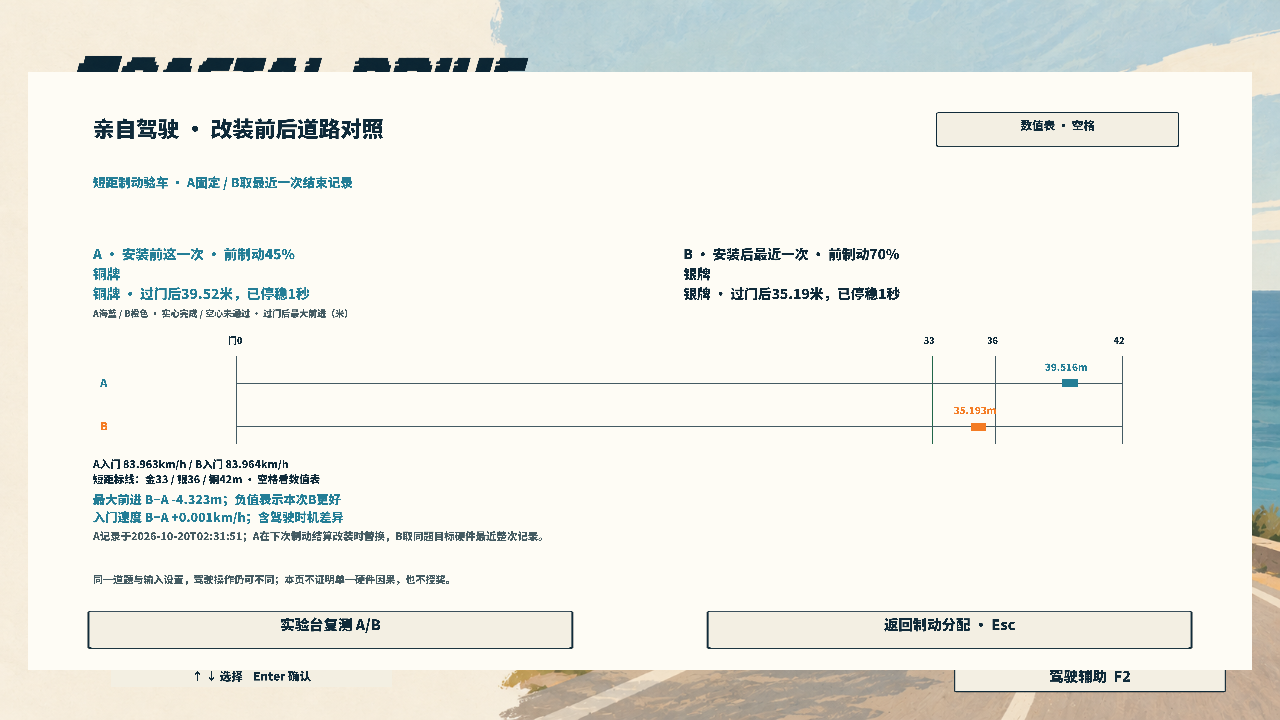 亲自驾驶 · 改装前后道路对照
数值表 · 空格
短距制动验车 · A固定 / B取最近一次结束记录
A · 安装前这一次 · 前制动45%
铜牌
铜牌 · 过门后39.52米，已停稳1秒
A海蓝 / B橙色 · 实心完成 / 空心未通过 · 过门后最大前进（米）
B · 安装后最近一次 · 前制动70%
银牌
银牌 · 过门后35.19米，已停稳1秒
门0
33
36
42
A
39.516m
B
35.193m
A入门 83.963km/h / B入门 83.964km/h
短距标线：金33 / 银36 / 铜42m · 空格看数值表
最大前进 B−A -4.323m；负值表示本次B更好
入门速度 B−A +0.001km/h；含驾驶时机差异
A记录于2026-10-20T02:31:51；A在下次制动结算改装时替换，B取同题目标硬件最近整次记录。
同一道题与输入设置，驾驶操作仍可不同；本页不证明单一硬件因果，也不授奖。
实验台复测 A/B
返回制动分配 · Esc
↑ ↓ 选择 Enter 确认
驾驶辅助 F2